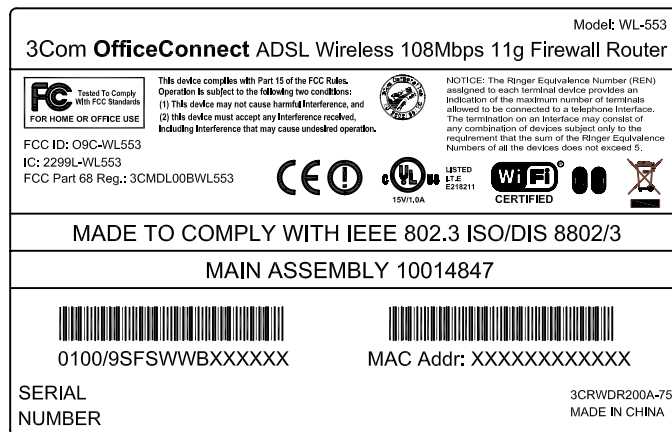 Model: WL-553
3Com OfficeConnect ADSL Wireless 108Mbps 11g Firewall Router
FC
Tested To Comply
With FCC Standards
FOR HOME OR OFFICE USE
This device complies with Part 15 of the FCC Rules.
Operation is subject to the following two conditions:
(1) This device may not cause harmful interference, and
(2) this device must accept any interference received,
including interference that may cause undesired operation.
NOTICE: The Ringer Equivalence Number (REN)
assigned to each terminal device provides an
indication of the maximum number of terminals
allowed to be connected to a telephone interface.
The termination on an interface may consist of
any combination of devices subject only to the
requirement that the sum of the Ringer Equivalence
Numbers of all the devices does not exceed 5.
FCC ID: O9C-WL553
IC: 2299L-WL553
FCC Part 68 Reg.: 3CMDL00BWL553
CE
c UL us
LISTED
I.T.E
E218211
15V/1.0A
Wi Fi
CERTIFIED
MADE TO COMPLY WITH IEEE 802.3 ISO/DIS 8802/3
MAIN ASSEMBLY 10014847
0100/9SFSWWBXXXXXX
MAC Addr: XXXXXXXXXXXX
SERIAL
NUMBER
3CRWDR200A-75
MADE IN CHINA